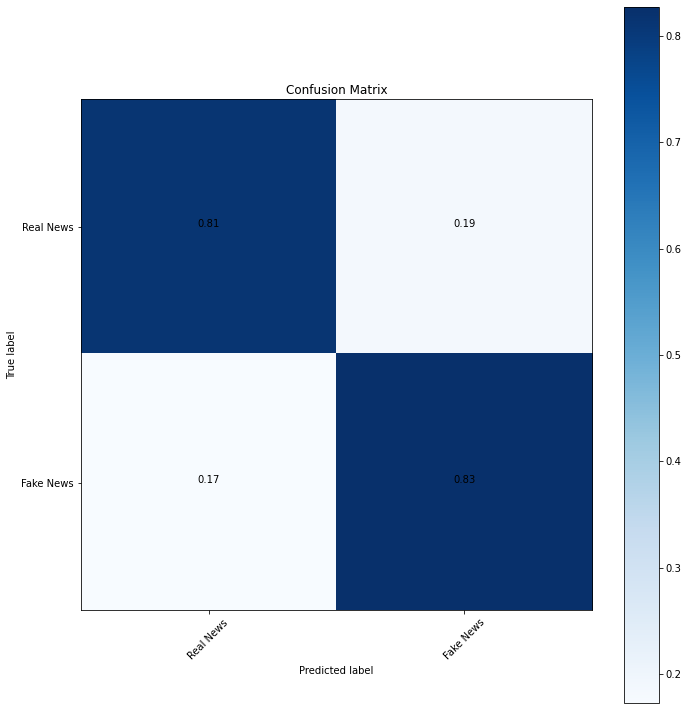 Confusion Matrix
Real News
0.81
0.19
True label
Fake News
0.17
0.83
Real News
Fake News
Predicted label
0.8
0.7
0.6
0.5
0.4
0.3
0.2